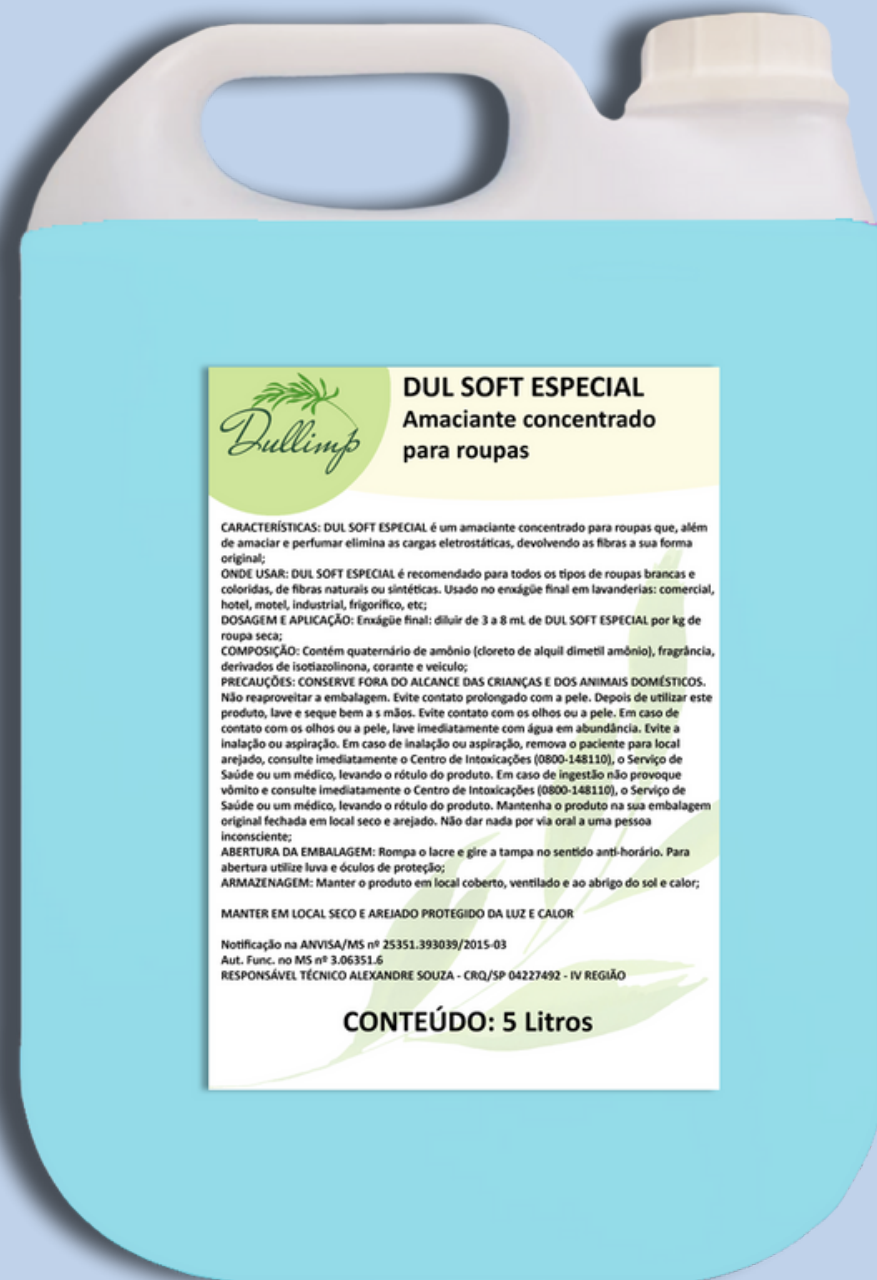 Dullimp
DUL SOFT ESPECIAL
Amaciante concentrado
para roupas
CARACTERÍSTICAS: DUL SOFT ESPECIAL é um amaciante concentrado para roupas que, além
de amaciar e perfumar elimina as cargas eletrostáticas, devolvendo as fibras a sua forma
original;
ONDE USAR: DUL SOFT ESPECIAL é recomendado para todos os tipos de roupas brancas e
coloridas, de fibras naturais ou sintéticas. Usado no enxágüe final em lavanderias: comercial,
hotel, motel, industrial, frigorífico, etc;
DOSAGEM E APLICAÇÃO: Enxágüe final: diluir de 3 a 8 mL de DUL SOFT ESPECIAL por kg de
roupa seca;
COMPOSIÇÃO: Contém quaternário de amônio (cloreto de alquil dimetil amônio), fragrância,
derivados de isotiazolinona, corante e veiculo;
PRECAUÇÕES: CONSERVE FORA DO ALCANCE DAS CRIANÇAS E DOS ANIMAIS DOMÉSTICOS.
Não reaproveitar a embalagem. Evite contato prolongado com a pele. Depois de utilizar este
produto, lave e seque bem a s mãos. Evite contato com os olhos ou a pele. Em caso de
contato com os olhos ou a pele, lave imediatamente com água em abundância. Evite a
inalação ou aspiração. Em caso de inalação ou aspiração, remova o paciente para local
arejado, consulte imediatamente o Centro de Intoxicações (0800-148110), o Serviço de
Saúde ou um médico, levando o rótulo do produto. Em caso de ingestão não provoque
vômito e consulte imediatamente o Centro de Intoxicações (0800-148110), o Serviço de
Saúde ou um médico, levando o rótulo do produto. Mantenha o produto na sua embalagem
original fechada em local seco e arejado. Não dar nada por via oral a uma pessoa
inconsciente;
ABERTURA DA EMBALAGEM: Rompa o lacre e gire a tampa no sentido anti-horário. Para
abertura utilize luva e óculos de proteção;
ARMAZENAGEM: Manter o produto em local coberto, ventilado e ao abrigo do sol e calor;
MANTER EM LOCAL SECO E AREJADO PROTEGIDO DA LUZ E CALOR
Notificação na ANVISA/MS nº 25351.393039/2015-03
Aut. Func. no MS nº 3.06351.6
RESPONSÁVEL TÉCNICO ALEXANDRE SOUZA - CRQ/SP 04227492 - IV REGIÃO
CONTEÚDO: 5 Litros